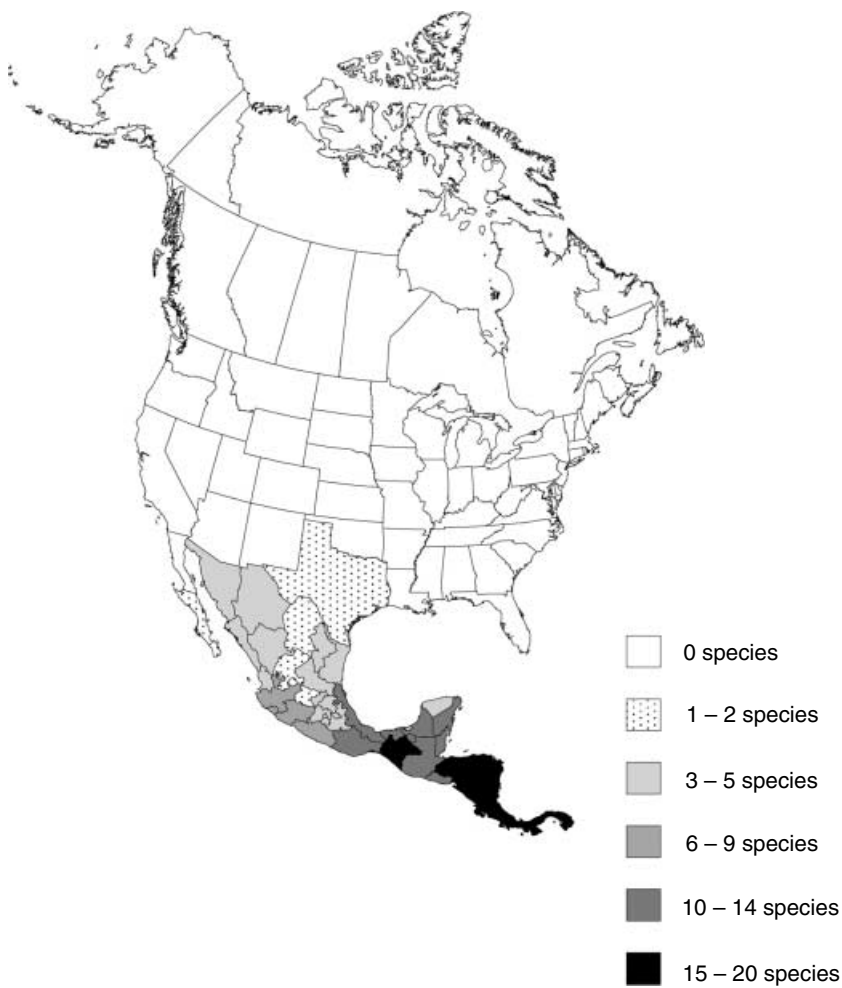 0 species
1 – 2 species
3 – 5 species
6 – 9 species
10 – 14 species
15 – 20 species